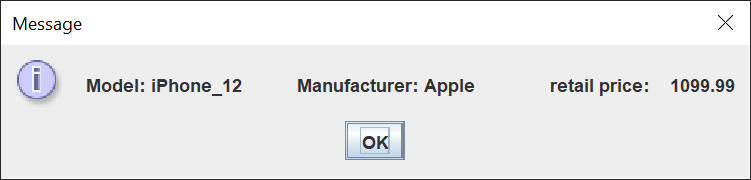 Message
Model: iPhone_12 Manufacturer: Apple retail price: 1099.99
OK